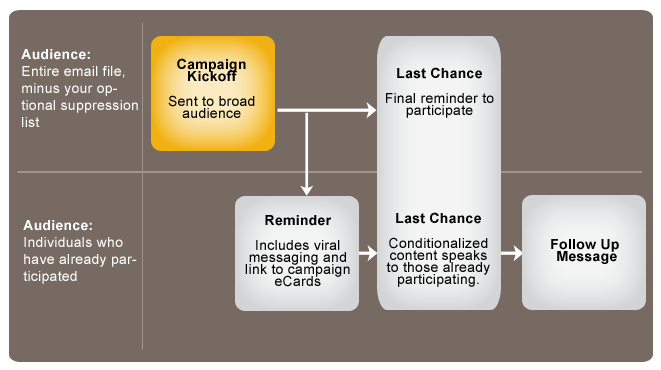 Audience:
Entire email file,
minus your op-
tional suppression
list
Campaign
Kickoff
Sent to broad
audience
Last Chance
Final reminder to
participate
Audience:
Individuals who
have already par-
ticipated
Reminder
Includes viral
messaging and
link to campaign
eCards
Last Chance
Conditionalized
content speaks
to those already
participating.
Follow Up
Message